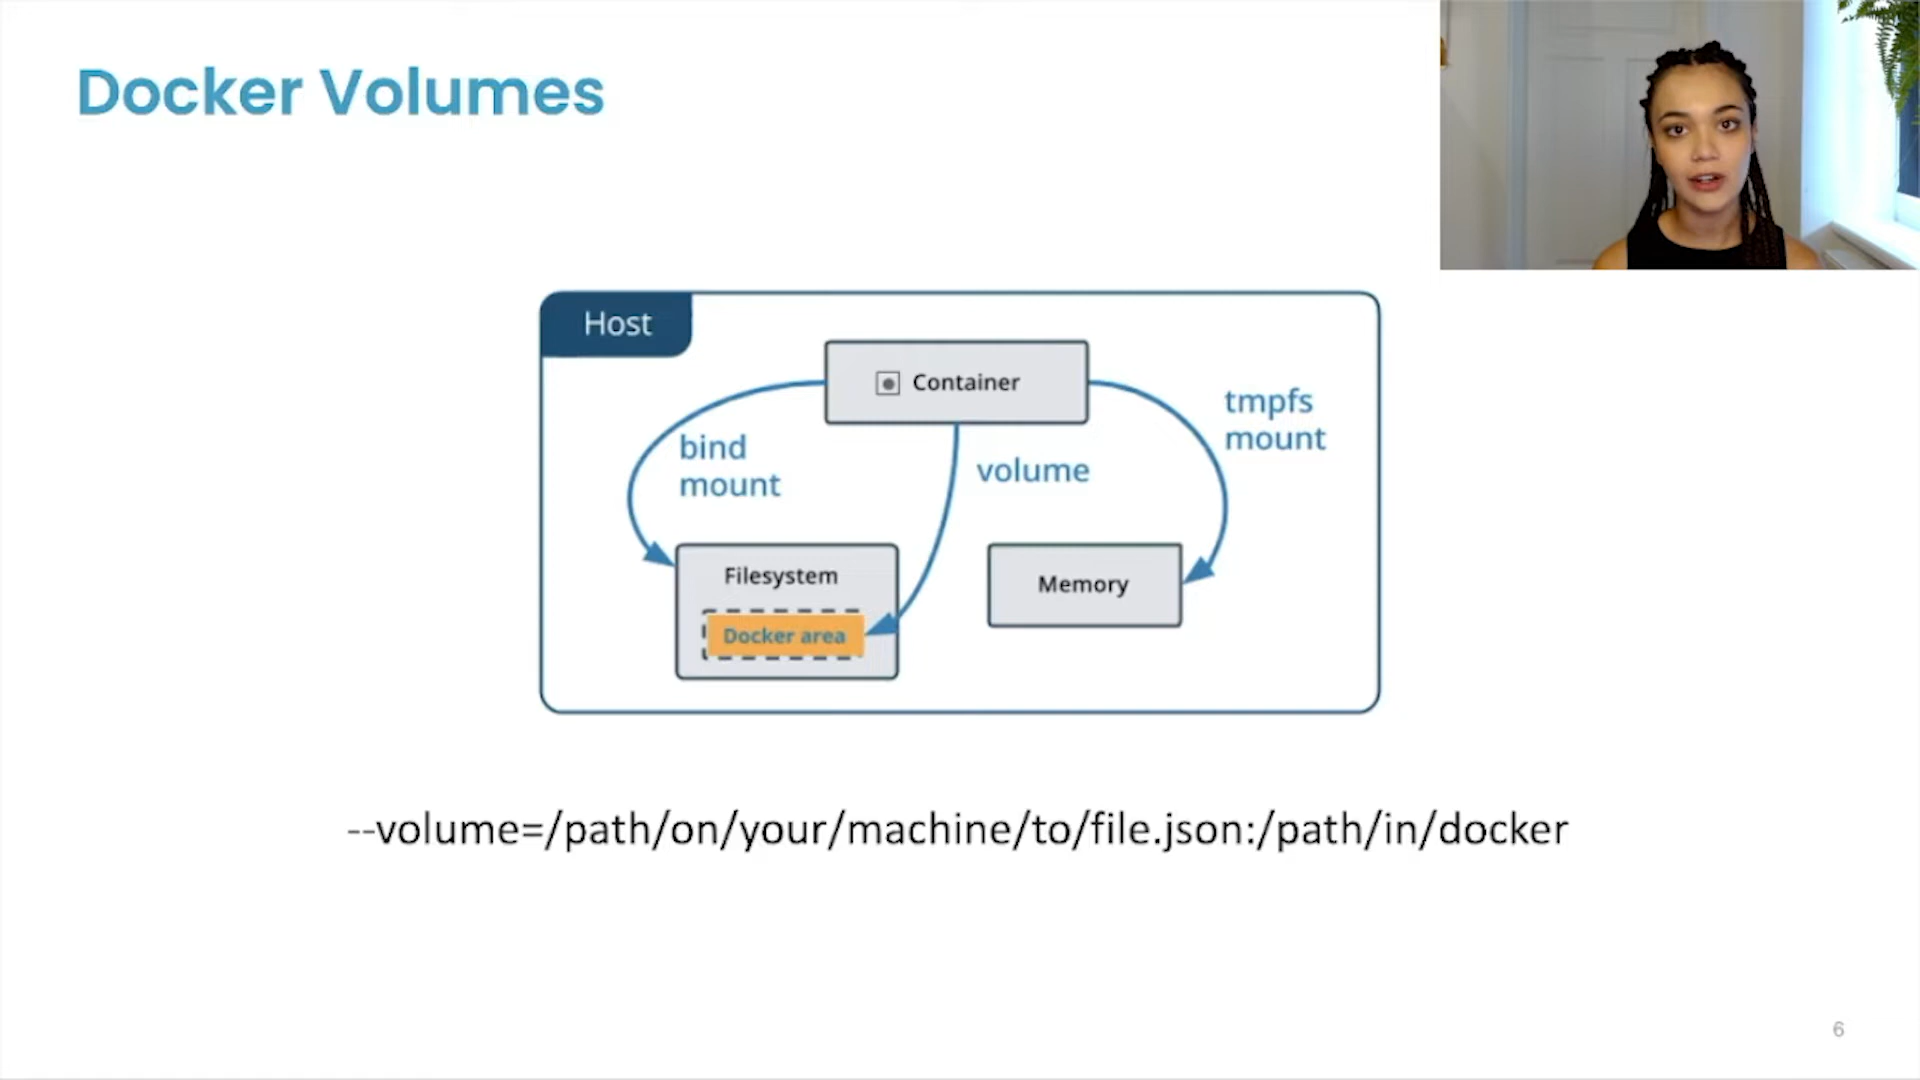 Docker Volumes
Host
Container
bind
mount
volume
tmpfs
mount
Filesystem
Docker area
Memory
--volume=/path/on/your/machine/to/file.json:/path/in/docker
6